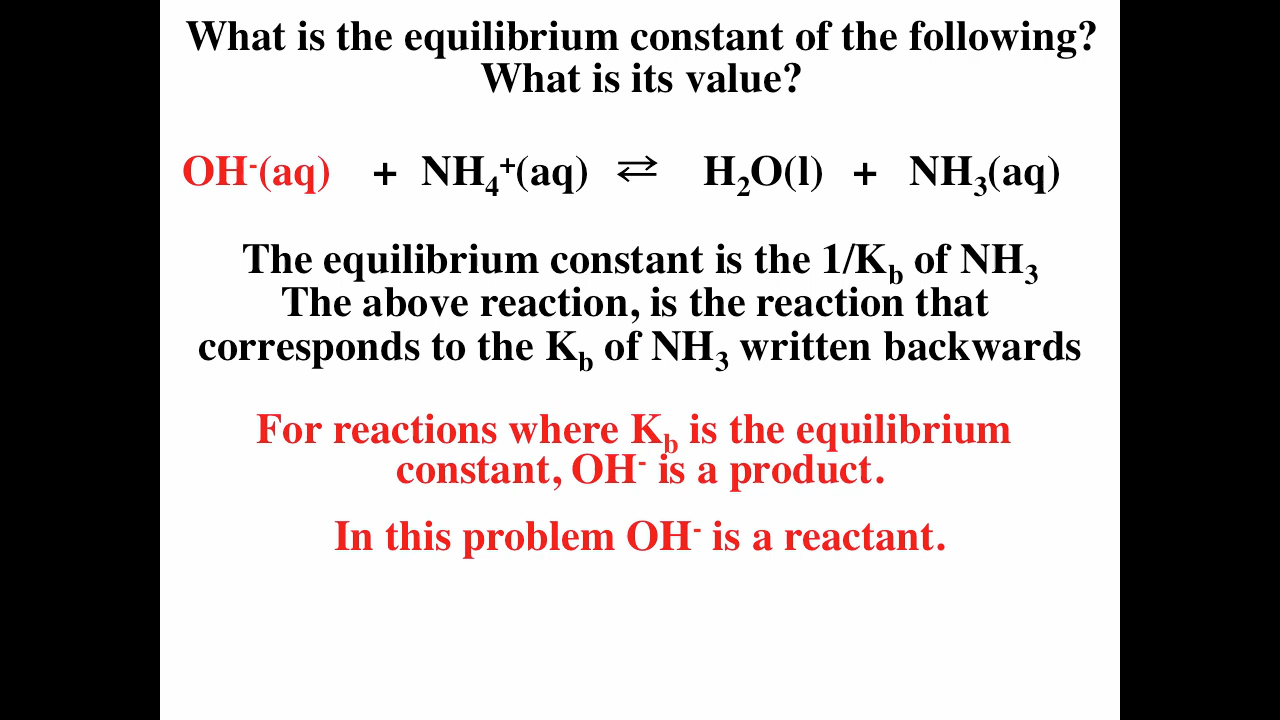 What is the equilibrium constant of the following?
What is its value?
OH⁻(aq) + NH₄⁺(aq) ⇄ H₂O(l) + NH₃(aq)
The equilibrium constant is the 1/K_b of NH₃
The above reaction, is the reaction that
corresponds to the K_b of NH₃ written backwards
For reactions where K_b is the equilibrium
constant, OH⁻ is a product.
In this problem OH⁻ is a reactant.